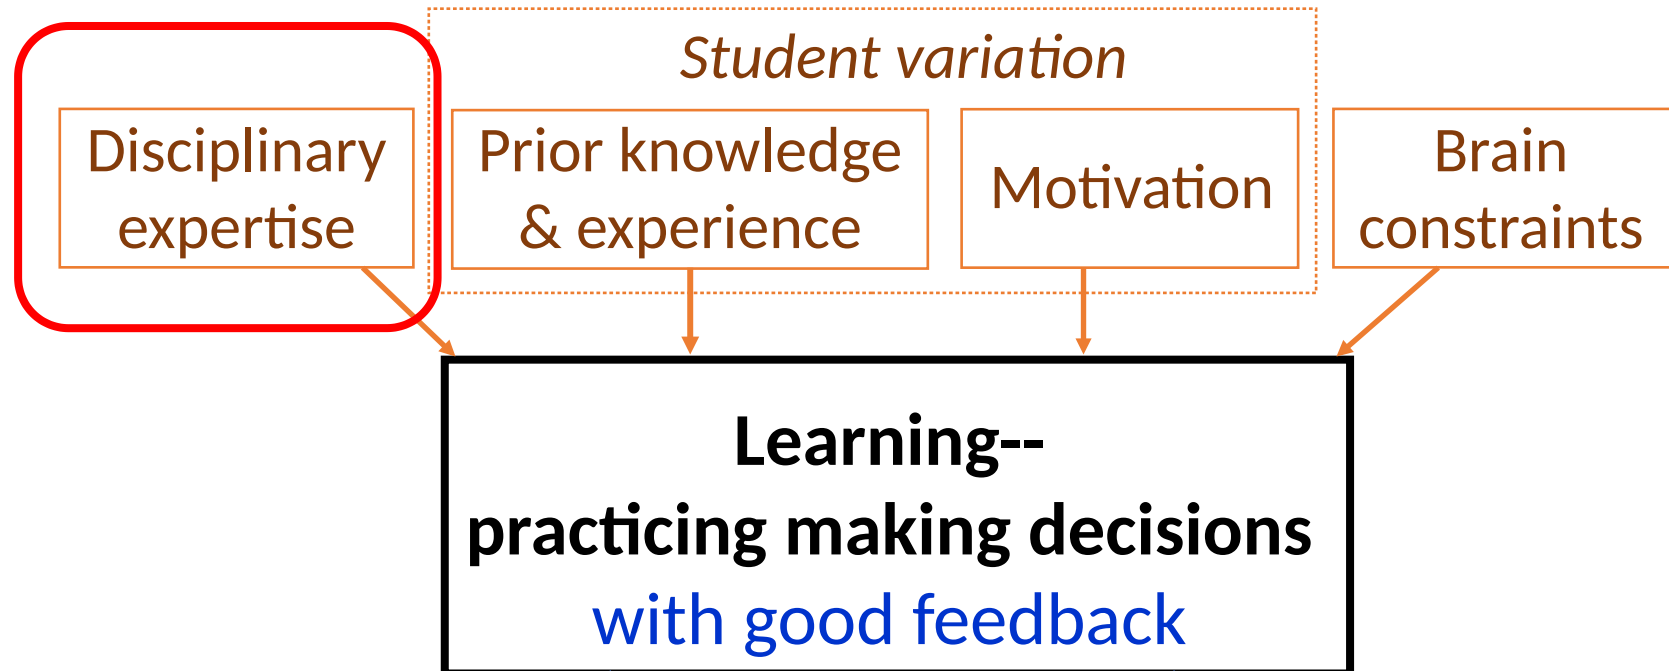 Student variation
Disciplinary
expertise
Prior knowledge
& experience
Motivation
Brain
constraints
Learning--
practicing making decisions
with good feedback